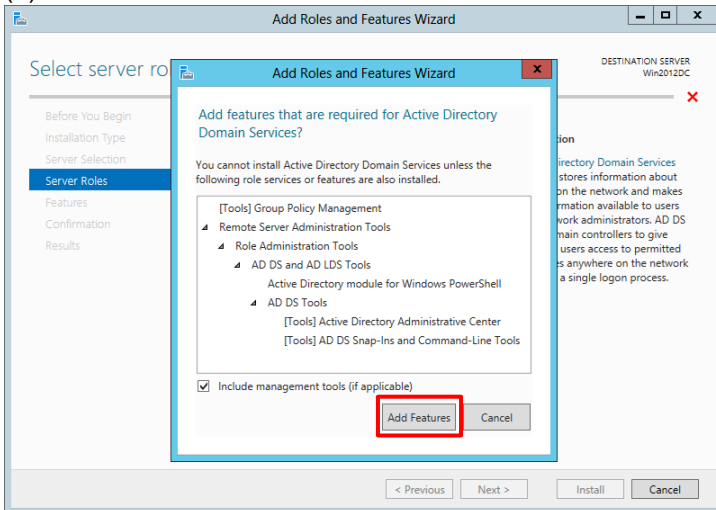 Add Roles and Features Wizard
Select server ro
DESTINATION SERVER
Win2012DC
Before You Begin
Installation Type
Server Selection
Server Roles
Features
Confirmation
Results
Add Roles and Features Wizard
x
Add features that are required for Active Directory
Domain Services?
You cannot install Active Directory Domain Services unless the
following role services or features are also installed.
[Tools] Group Policy Management
Remote Server Administration Tools
Role Administration Tools
AD DS and AD LDS Tools
Active Directory module for Windows PowerShell
AD DS Tools
[Tools] Active Directory Administrative Center
[Tools] AD DS Snap-Ins and Command-Line Tools
Include management tools (if applicable)
Add Features
Cancel
tion
irectory Domain Services
stores information about
on the network and makes
rmation available to users
work administrators. AD DS
main controllers to give
users access to permitted
es anywhere on the network
a single logon process.
< Previous
Next >
Install
Cancel